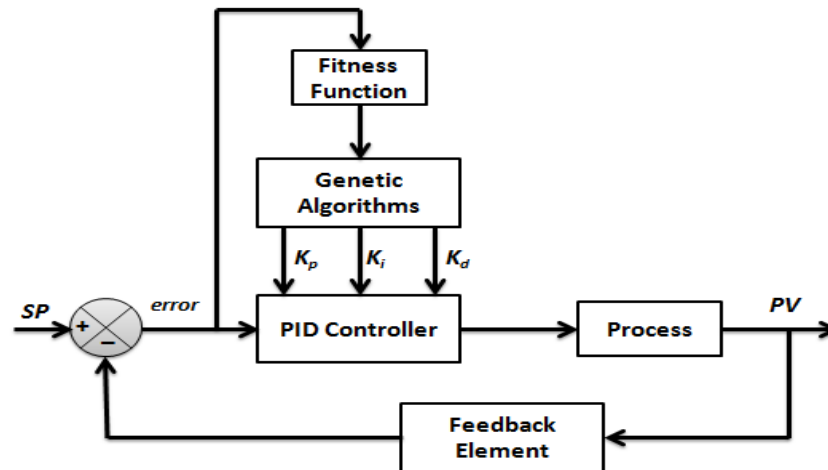 Fitness
Function
Genetic
Algorithms
Kp Ki Kd
SP
error
+
−
PID Controller
Process
PV
Feedback
Element